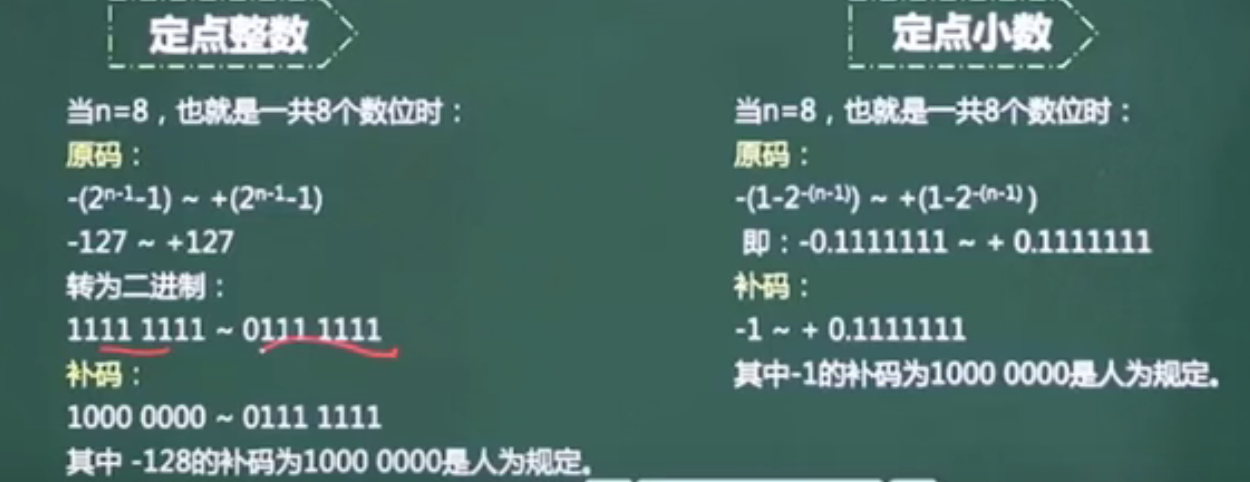 定点整数
当n=8，也就是一共8个数位时：
原码：
-(2ⁿ⁻¹-1) ~ +(2ⁿ⁻¹-1)
-127 ~ +127
转为二进制：
1111 1111 ~ 0111 1111
补码：
1000 0000 ~ 0111 1111
其中 -128的补码为1000 0000是人为规定。
定点小数
当n=8，也就是一共8个数位时：
原码：
-(1-2⁻⁽ⁿ⁻¹⁾) ~ +(1-2⁻⁽ⁿ⁻¹⁾ )
即：-0.1111111 ~ + 0.1111111
补码：
-1 ~ + 0.1111111
其中-1的补码为1000 0000是人为规定。